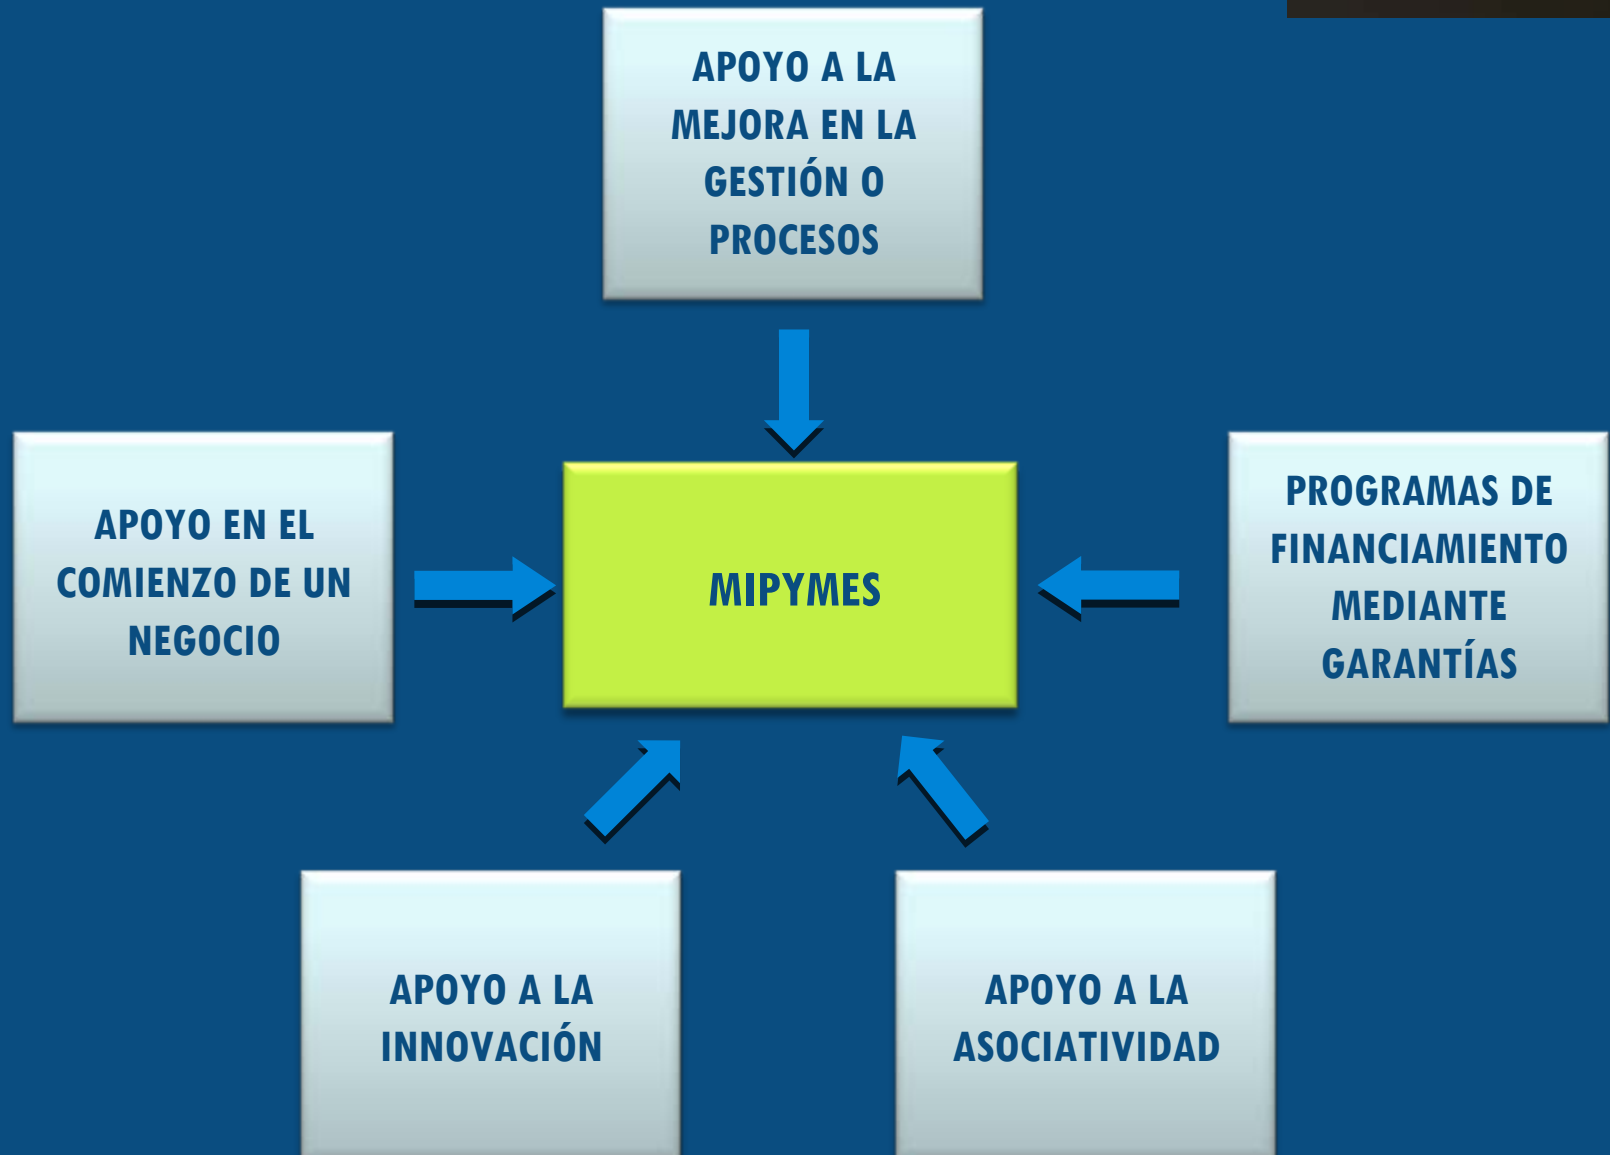 APOYO A LA
MEJORA EN LA
GESTIÓN O
PROCESOS
APOYO EN EL
COMIENZO DE UN
NEGOCIO
MIPYMES
PROGRAMAS DE
FINANCIAMIENTO
MEDIANTE
GARANTÍAS
APOYO A LA
INNOVACIÓN
APOYO A LA
ASOCIATIVIDAD